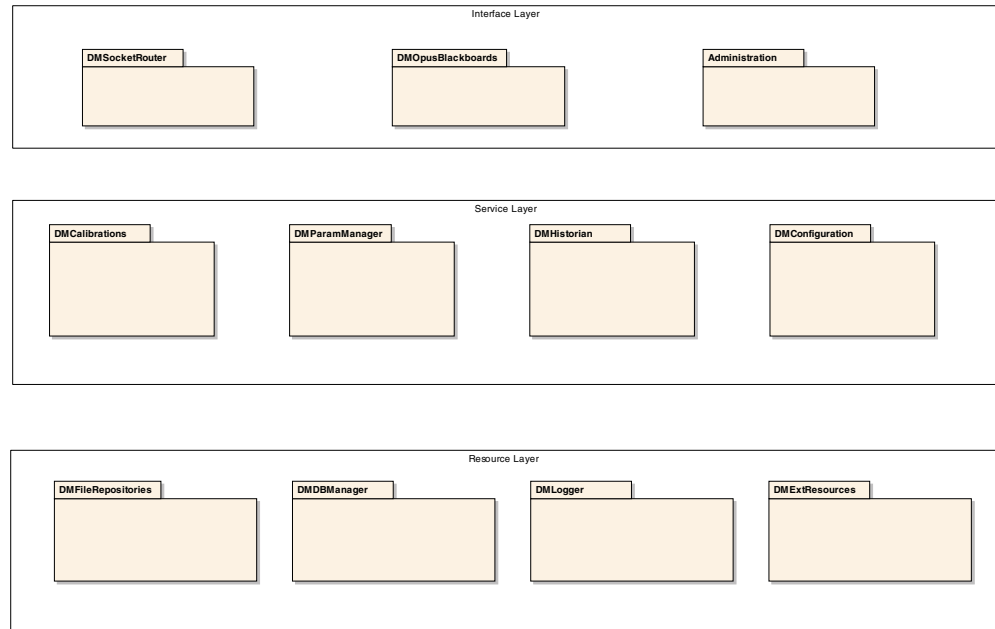 Interface Layer
DMSocketRouter
DMOpusBlackboards
Administration
Service Layer
DMCalibrations
DMParamManager
DMHistorian
DMConfiguration
Resource Layer
DMFileRepositories
DMDBManager
DMLogger
DMExtResources